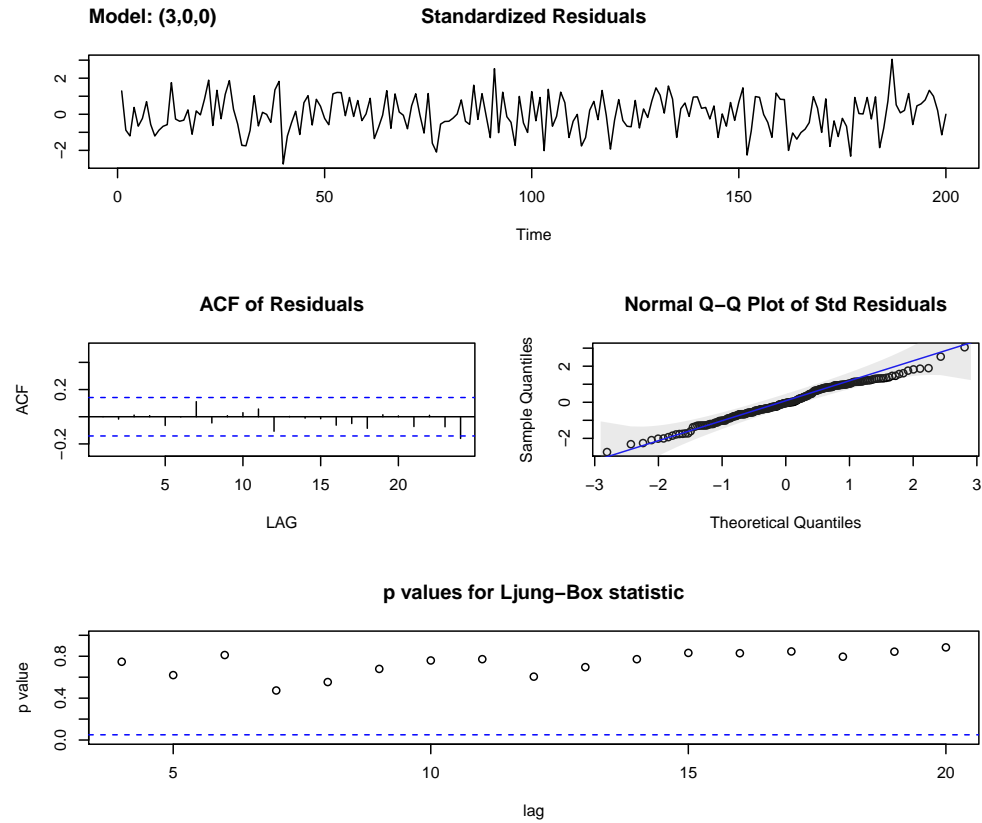 Model: (3,0,0) Standardized Residuals
2
0
−2
0 50 100 150 200
Time
ACF of Residuals
ACF
0.2
−0.2
5 10 15 20
LAG
Normal Q−Q Plot of Std Residuals
Sample Quantiles
2
0
−2
−3 −2 −1 0 1 2 3
Theoretical Quantiles
p values for Ljung−Box statistic
p value
0.8
0.4
0.0
5 10 15 20
lag